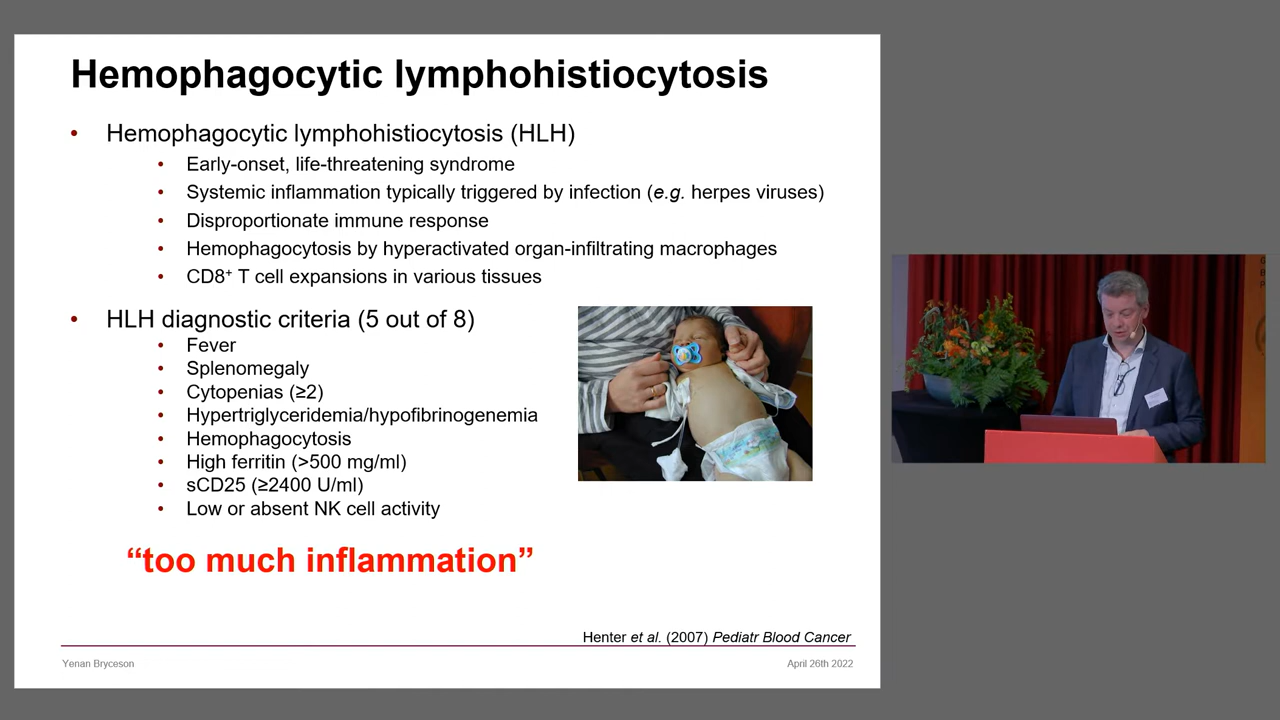 Hemophagocytic lymphohistiocytosis
• Hemophagocytic lymphohistiocytosis (HLH)
• Early-onset, life-threatening syndrome
• Systemic inflammation typically triggered by infection (e.g. herpes viruses)
• Disproportionate immune response
• Hemophagocytosis by hyperactivated organ-infiltrating macrophages
• CD8⁺ T cell expansions in various tissues
• HLH diagnostic criteria (5 out of 8)
• Fever
• Splenomegaly
• Cytopenias (≥2)
• Hypertriglyceridemia/hypofibrinogenemia
• Hemophagocytosis
• High ferritin (>500 mg/ml)
• sCD25 (≥2400 U/ml)
• Low or absent NK cell activity
“too much inflammation”
Henter et al. (2007) Pediatr Blood Cancer
Yenan Bryceson
April 26th 2022